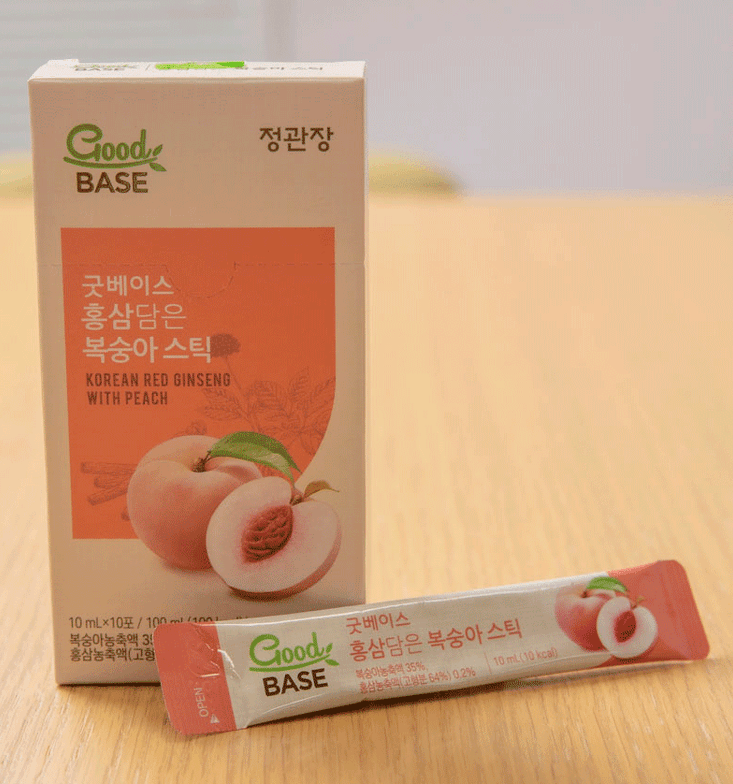 Good
BASE
정관장
굿베이스
홍삼담은
복숭아 스틱
KOREAN RED GINSENG
WITH PEACH
10 mL×10포 / 100 mL
복숭아농축액
홍삼농축액(고형
Good
BASE
굿베이스
홍삼담은 복숭아 스틱
복숭아농축액 35%,
홍삼농축액(고형분 64%) 0.2%
10 mL (10 kcal)
OPEN